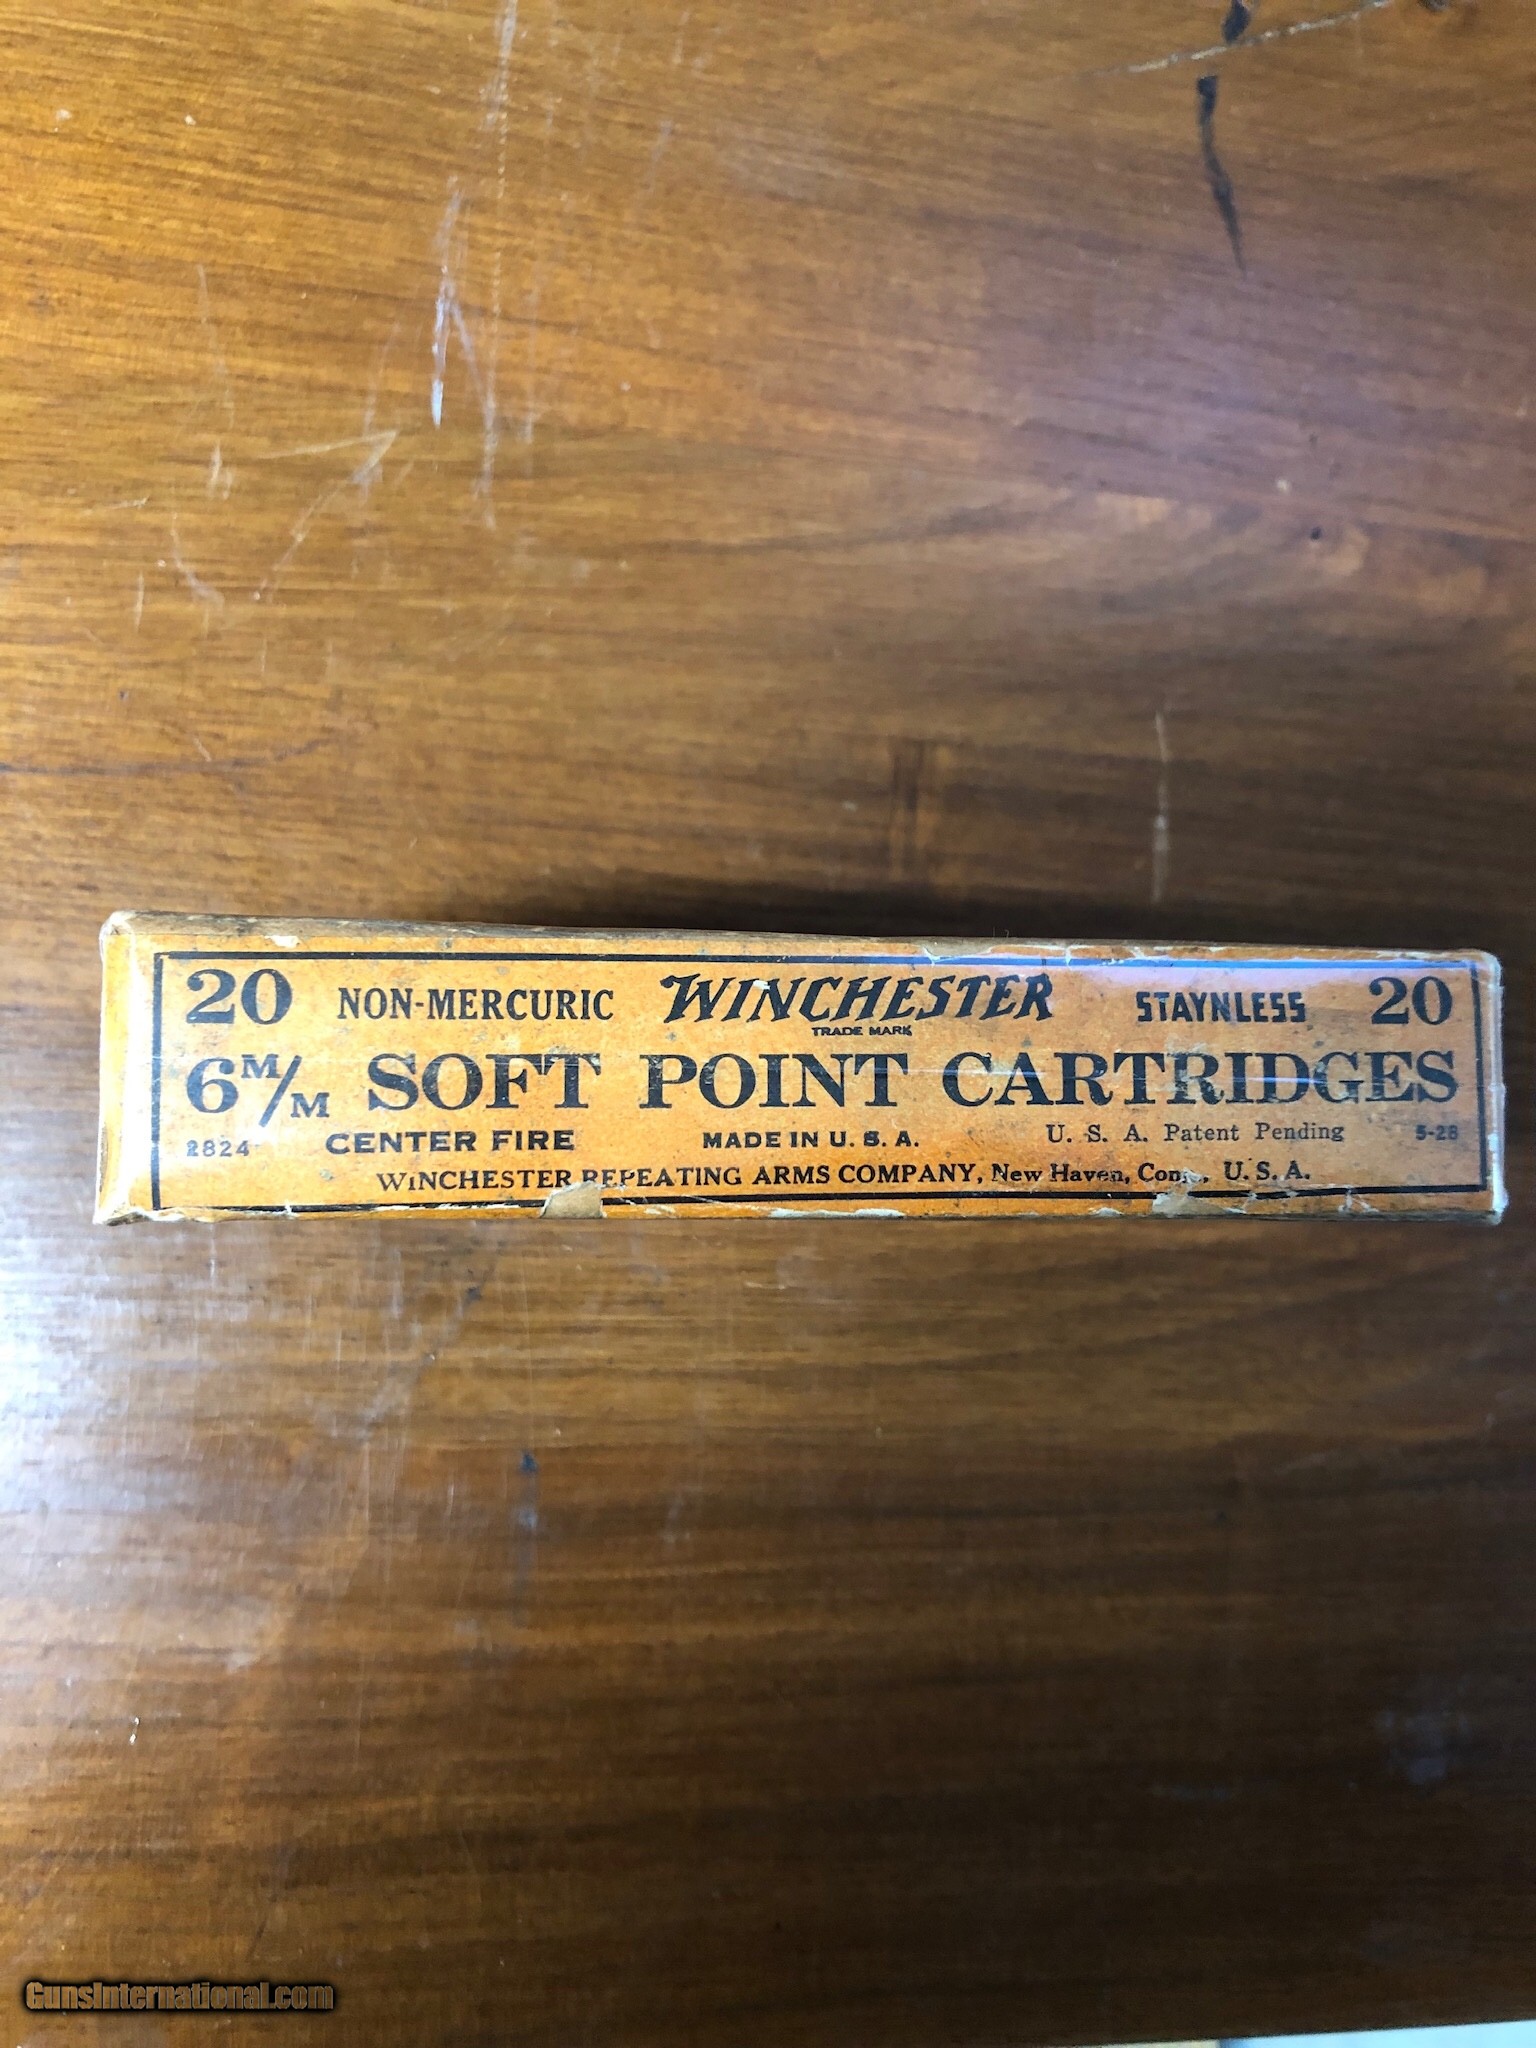 20 NON-MERCURIC WINCHESTER STAYNLESS 20
TRADE MARK
6 M/M SOFT POINT CARTRIDGES
2824 CENTER FIRE MADE IN U. S. A. U. S. A. Patent Pending 5-28
WINCHESTER REPEATING ARMS COMPANY, New Haven, Conn., U. S. A.
GunsInternational.com